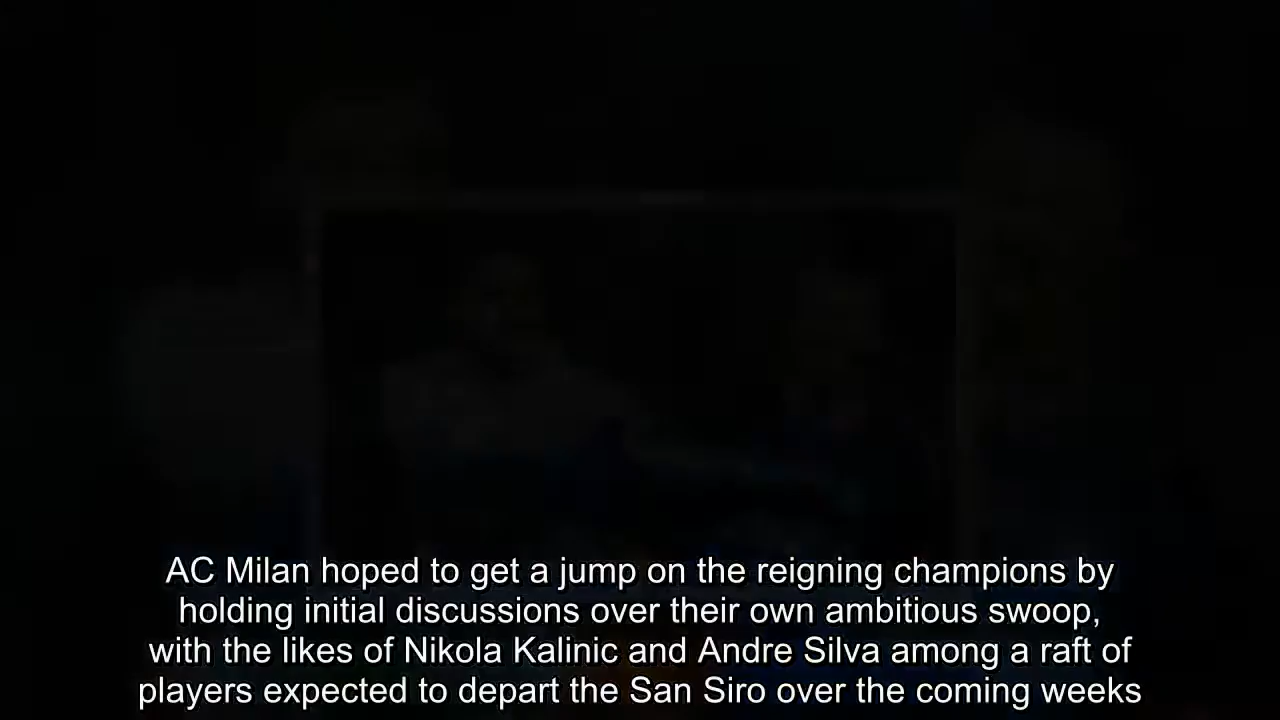 AC Milan hoped to get a jump on the reigning champions by
holding initial discussions over their own ambitious swoop,
with the likes of Nikola Kalinic and Andre Silva among a raft of
players expected to depart the San Siro over the coming weeks